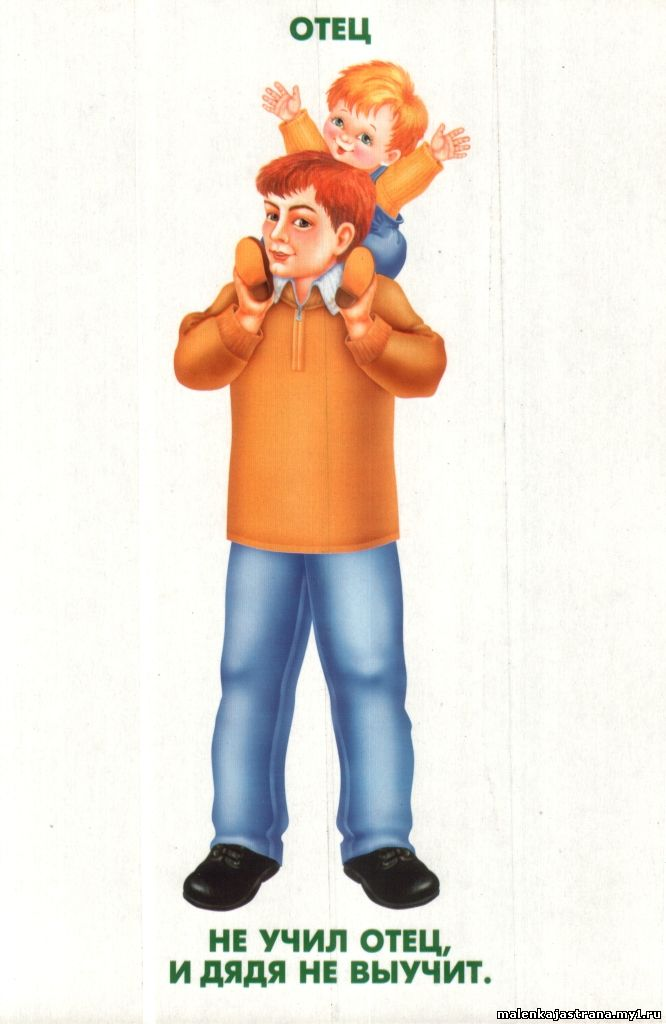 ОТЕЦ
НЕ УЧИЛ ОТЕЦ,
И ДЯДЯ НЕ ВЫУЧИТ.
malenkajastrana.my1.ru